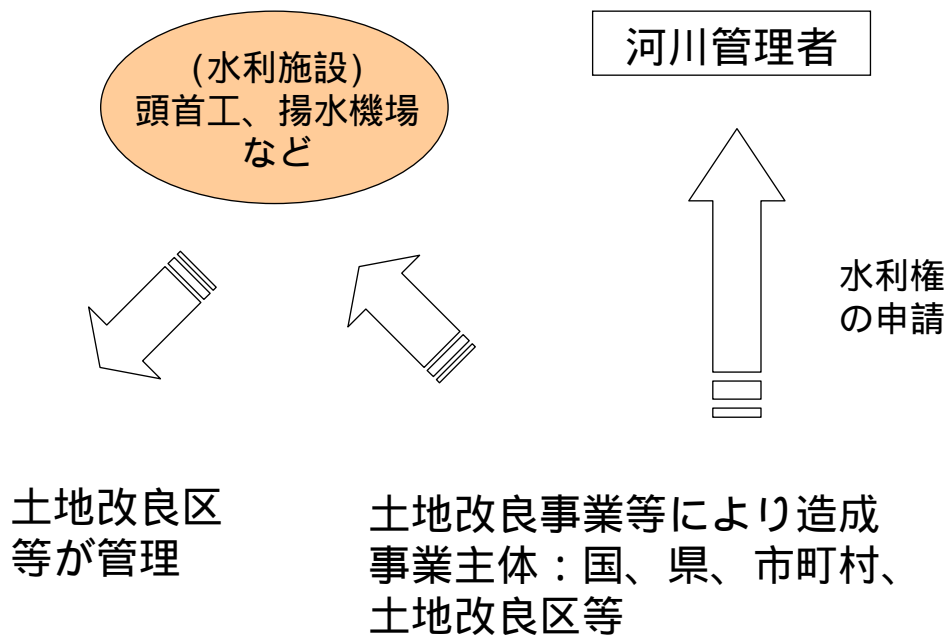 (水利施設)
頭首工、揚水機場
など
河川管理者
水利権
の申請
土地改良区
等が管理
土地改良事業等により造成
事業主体：国、県、市町村、
土地改良区等